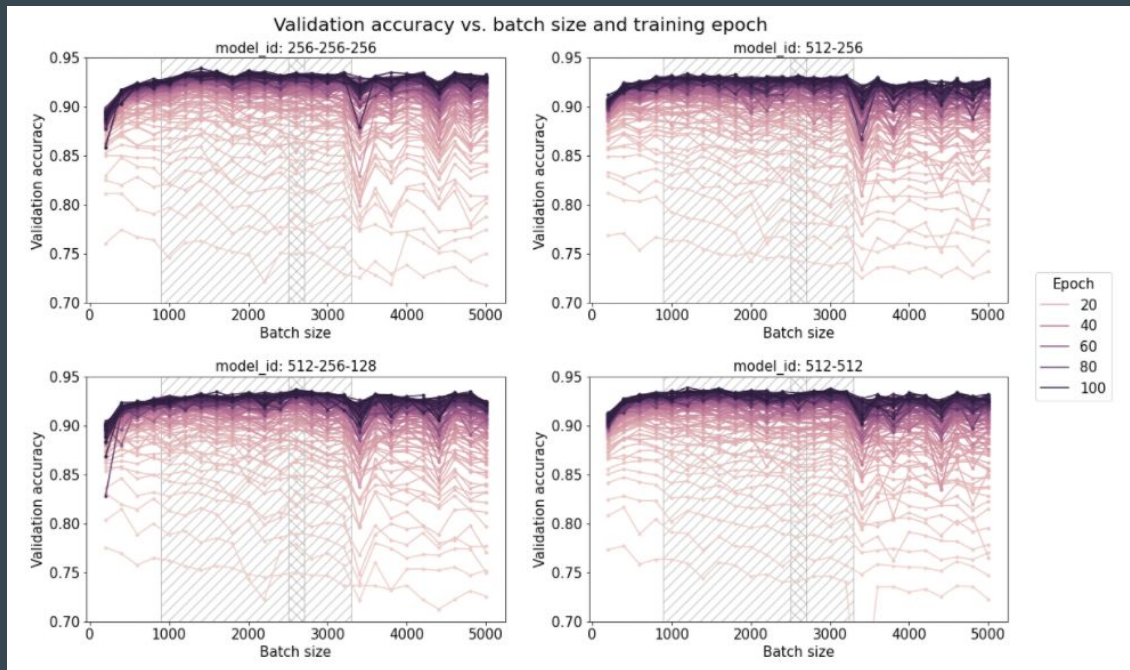 Validation accuracy vs. batch size and training epoch
model_id: 256-256-256
0.95
0.90
0.85
0.80
0.75
0.70
Validation accuracy
0 1000 2000 3000 4000 5000
Batch size
model_id: 512-256
0.95
0.90
0.85
0.80
0.75
0.70
Validation accuracy
0 1000 2000 3000 4000 5000
Batch size
model_id: 512-256-128
0.95
0.90
0.85
0.80
0.75
0.70
Validation accuracy
0 1000 2000 3000 4000 5000
Batch size
model_id: 512-512
0.95
0.90
0.85
0.80
0.75
0.70
Validation accuracy
0 1000 2000 3000 4000 5000
Batch size
Epoch
20
40
60
80
100